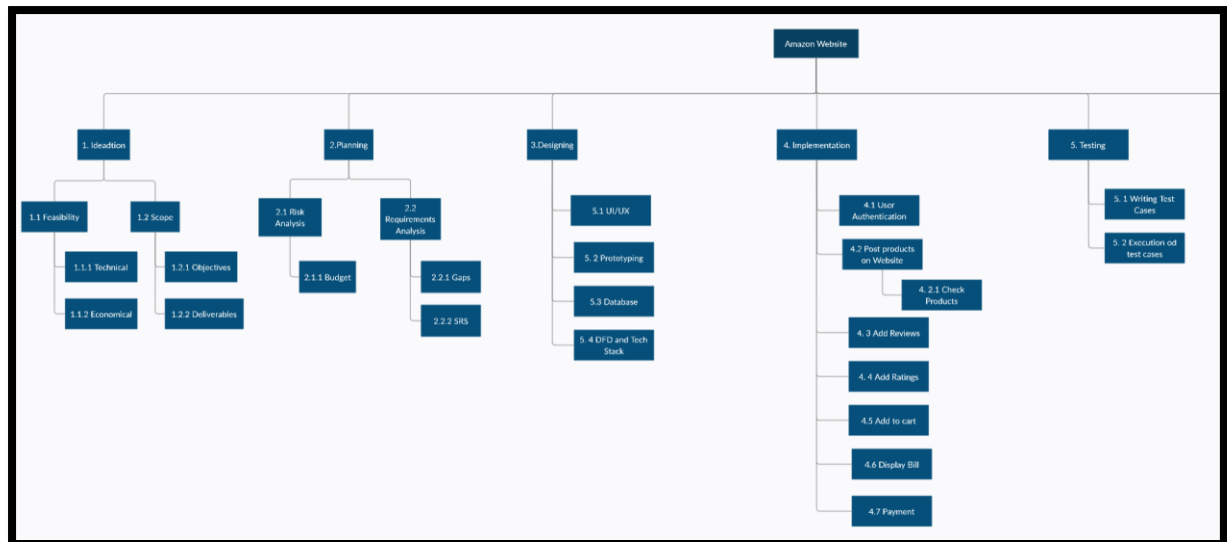 Amazon Website
1. Ideadtion
2.Planning
3.Designing
4. Implementation
5. Testing
1.1 Feasibility
1.2 Scope
1.1.1 Technical
1.2.1 Objectives
1.1.2 Economical
1.2.2 Deliverables
2.1 Risk
Analysis
2.2
Requirements
Analysis
2.1.1 Budget
2.2.1 Gaps
2.2.2 SRS
5.1 UI/UX
5. 2 Prototyping
5.3 Database
5. 4 DFD and Tech
Stack
4.1 User
Authentication
4.2 Post products
on Website
4. 2.1 Check
Products
4. 3 Add Reviews
4. 4 Add Ratings
4.5 Add to cart
4.6 Display Bill
4.7 Payment
5. 1 Writing Test
Cases
5. 2 Execution od
test cases